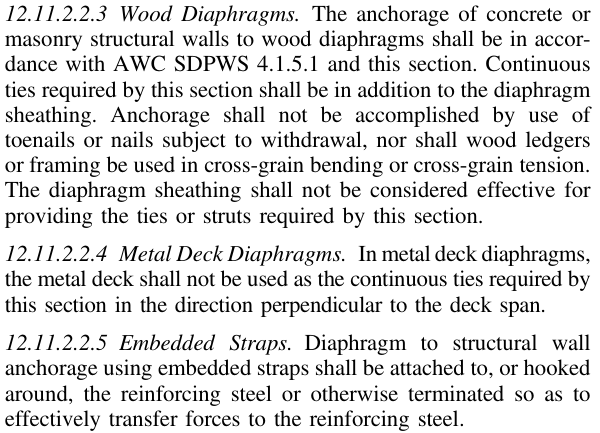 12.11.2.2.3 Wood Diaphragms. The anchorage of concrete or
masonry structural walls to wood diaphragms shall be in accor-
dance with AWC SDPWS 4.1.5.1 and this section. Continuous
ties required by this section shall be in addition to the diaphragm
sheathing. Anchorage shall not be accomplished by use of
toenails or nails subject to withdrawal, nor shall wood ledgers
or framing be used in cross-grain bending or cross-grain tension.
The diaphragm sheathing shall not be considered effective for
providing the ties or struts required by this section.
12.11.2.2.4 Metal Deck Diaphragms. In metal deck diaphragms,
the metal deck shall not be used as the continuous ties required by
this section in the direction perpendicular to the deck span.
12.11.2.2.5 Embedded Straps. Diaphragm to structural wall
anchorage using embedded straps shall be attached to, or hooked
around, the reinforcing steel or otherwise terminated so as to
effectively transfer forces to the reinforcing steel.